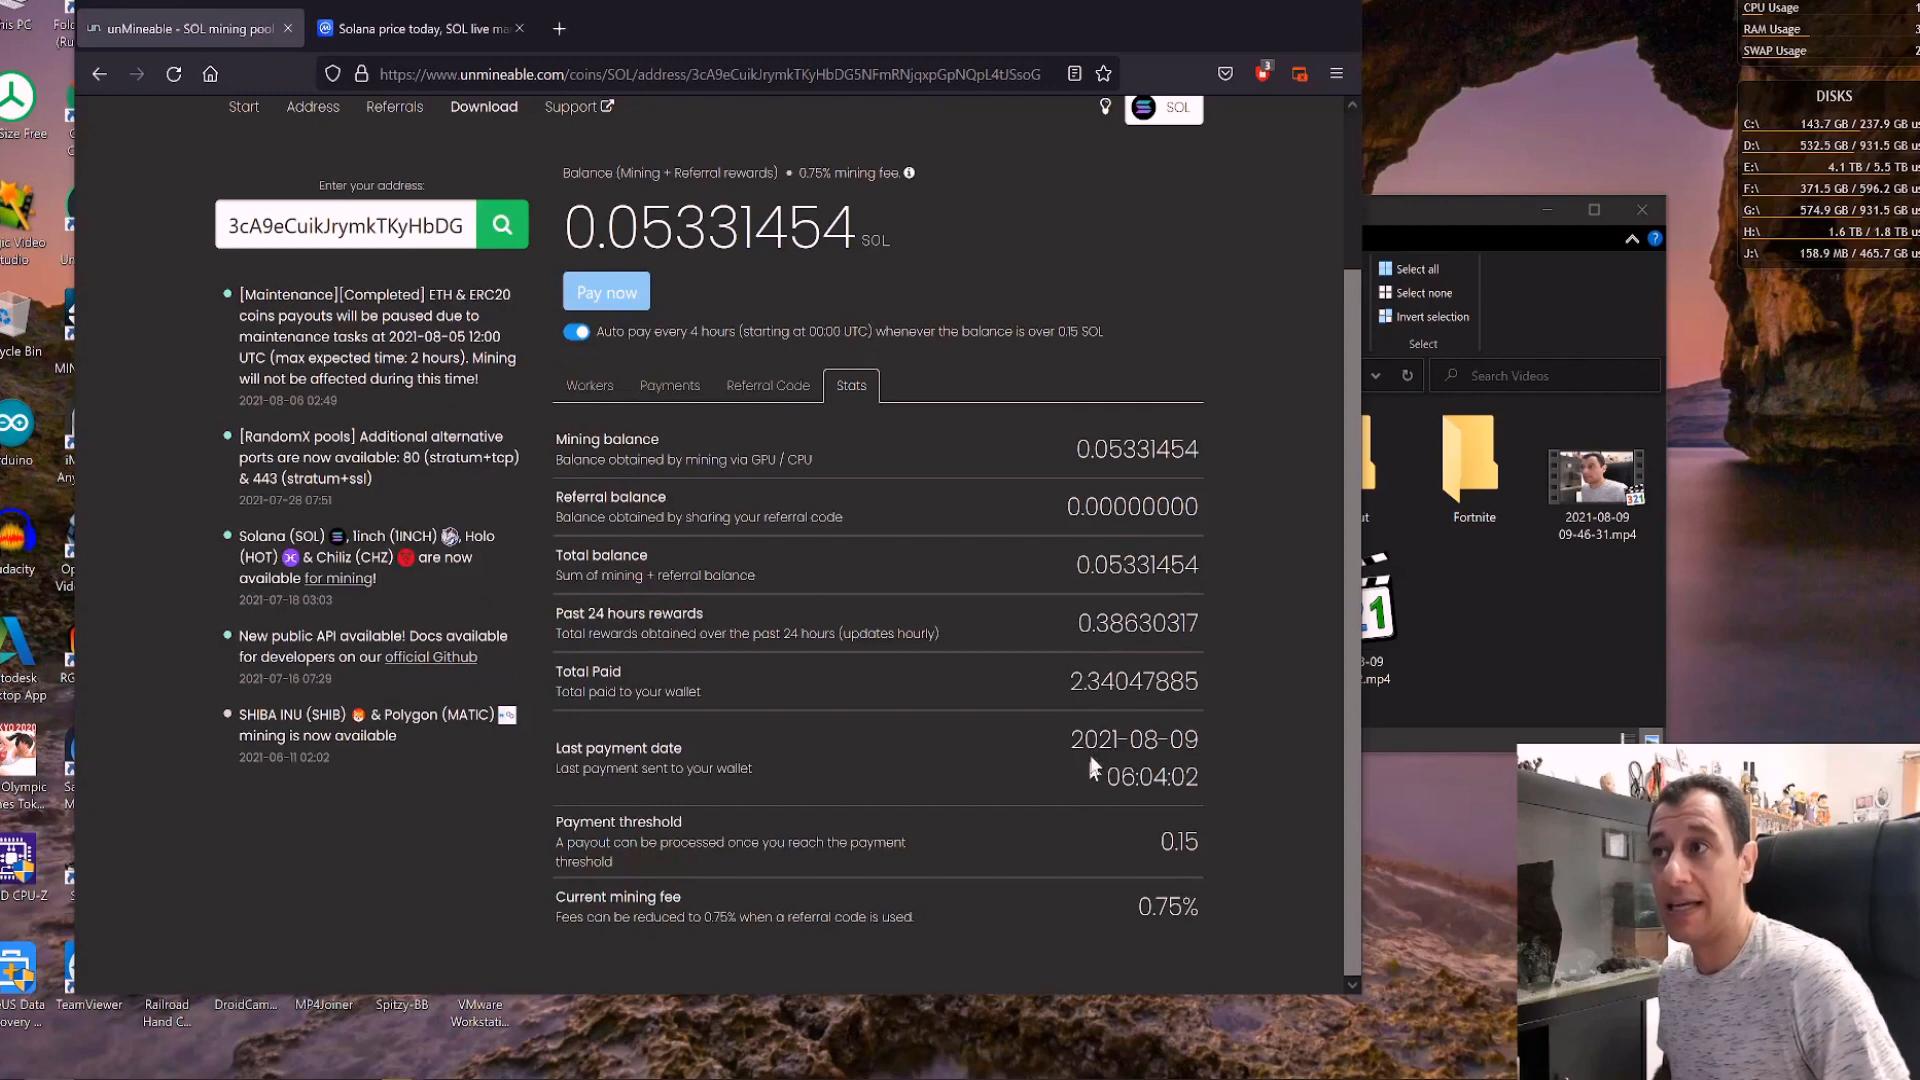 unMineable - SOL mining pool
Solana price today, SOL live ma
https://www.unmineable.com/coins/SOL/address/3cA9eCuikJrymkTKyHbDG5NFmRNjqxpGpNQpL4tJSsoG
3
Start Address Referrals Download Support SOL
Enter your address:
3cA9eCuikJrymkTKyHbDG
[Maintenance][Completed] ETH & ERC20
coins payouts will be paused due to
maintenance tasks at 2021-08-05 12:00
UTC (max expected time: 2 hours). Mining
will not be affected during this time!
2021-08-06 02:49
[RandomX pools] Additional alternative
ports are now available: 80 (stratum+tcp)
& 443 (stratum+ssl)
2021-07-28 07:51
Solana (SOL) , 1inch (1INCH) , Holo
(HOT) & Chiliz (CHZ) are now
available for mining!
2021-07-18 03:03
New public API available! Docs available
for developers on our official Github
2021-07-16 07:29
SHIBA INU (SHIB) & Polygon (MATIC)
mining is now available
2021-06-11 02:02
Balance (Mining + Referral rewards) • 0.75% mining fee.
0.05331454 SOL
Pay now
Auto pay every 4 hours (starting at 00:00 UTC) whenever the balance is over 0.15 SOL
Workers Payments Referral Code Stats
Mining balance
Balance obtained by mining via GPU / CPU
0.05331454
Referral balance
Balance obtained by sharing your referral code
0.00000000
Total balance
Sum of mining + referral balance
0.05331454
Past 24 hours rewards
Total rewards obtained over the past 24 hours (updates hourly)
0.38630317
Total Paid
Total paid to your wallet
2.34047885
Last payment date
Last payment sent to your wallet
2021-08-09
06:04:02
Payment threshold
A payout can be processed once you reach the payment
threshold
0.15
Current mining fee
Fees can be reduced to 0.75% when a referral code is used.
0.75%
CPU Usage
RAM Usage
SWAP Usage
DISKS
C:\ 143.7 GB / 237.9 GB
D:\ 532.5 GB / 931.5 GB
E:\ 4.1 TB / 5.5 TB
F:\ 371.5 GB / 596.2 GB
G:\ 574.9 GB / 931.5 GB
H:\ 1.6 TB / 1.8 TB
J:\ 158.9 MB / 465.7 GB
Select all
Select none
Invert selection
Select
Search Videos
Fortnite
321
2021-08-09
09-46-31.mp4
TeamViewer
Railroad
Hand C...
DroidCam...
MP4Joiner
Spitzy-BB
VMware
Workstati...